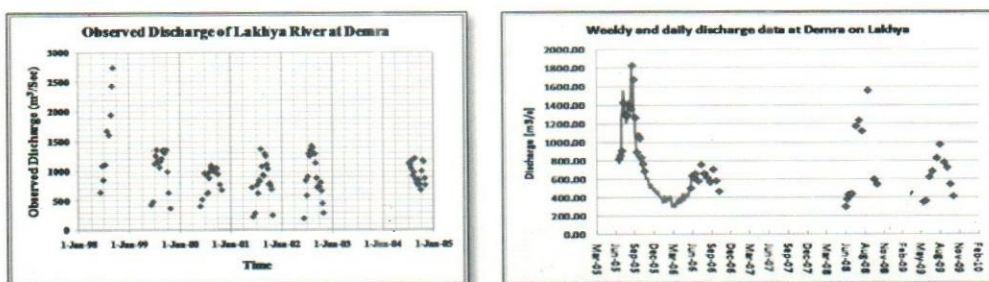 Observed Discharge of Lakhya River at Demra
Observed Discharge (m³/Sec)
3000
2500
2000
1500
1000
500
0
1-Jan-98 1-Jan-99 1-Jan-00 1-Jan-01 1-Jan-02 1-Jan-03 1-Jan-04 1-Jan-05
Time
Weekly and daily discharge data at Demra on Lakhya
Discharge [m3/s]
2000.00
1800.00
1600.00
1400.00
1200.00
1000.00
800.00
600.00
400.00
200.00
0.00
Mar-05 Jun-05 Sep-05 Dec-05 Mar-06 Jun-06 Sep-06 Dec-06 Mar-07 Jun-07 Sep-07 Dec-07 Mar-08 Jun-08 Aug-08 Nov-08 Feb-09 May-09 Aug-09 Nov-09 Feb-10